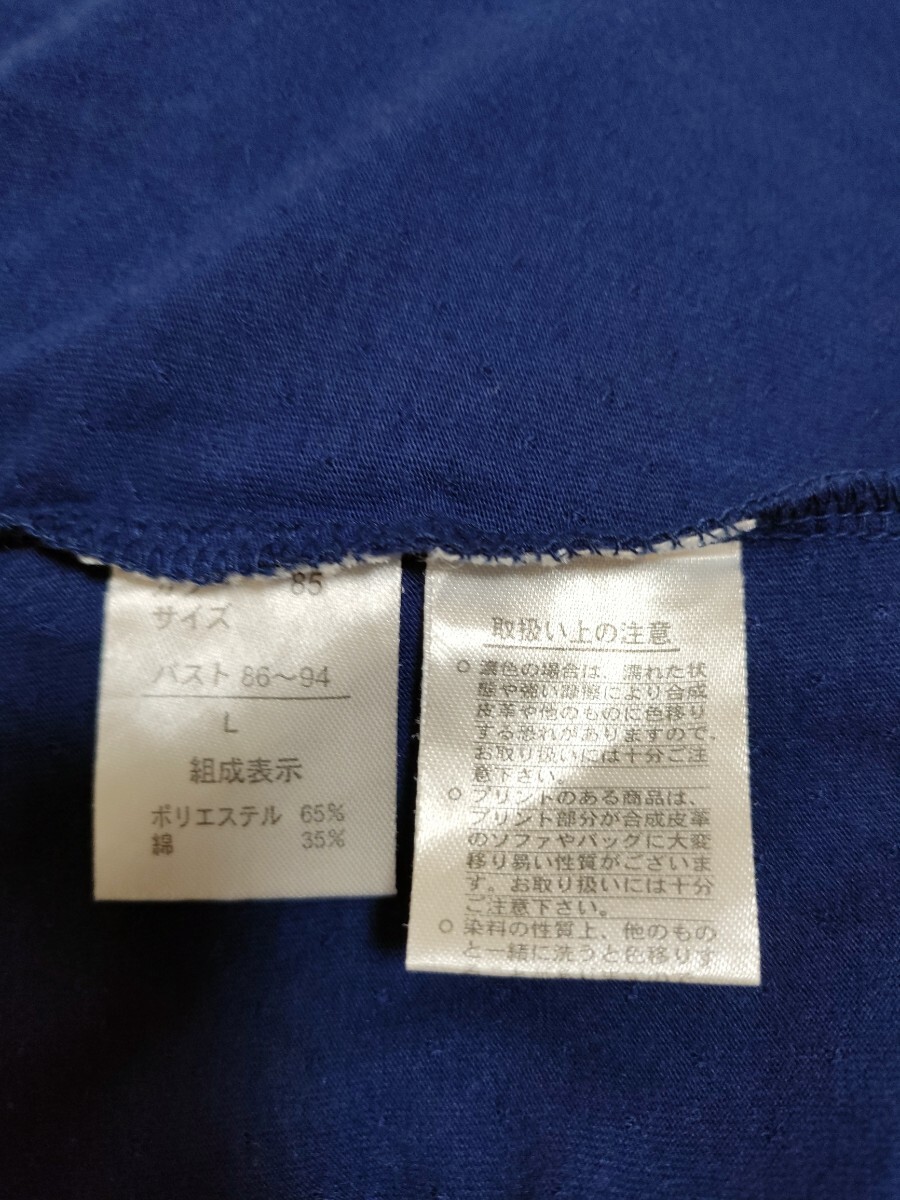 85
サイズ
バスト 86〜94
L
組成表示
ポリエステル 65%
綿 35%
取扱い上の注意
○ 濃色の場合は、濡れた状
態や強い摩擦により合成
皮革や他のものに色移り
する恐れがありますので、
お取り扱いには十分ご注
意下さい。
○ プリントのある商品は、
プリント部分が合成皮革
のソファやバッグに大変
移り易い性質がございま
す。お取り扱いには十分
ご注意下さい。
○ 染料の性質上、他のもの
と一緒に洗うと色移りす